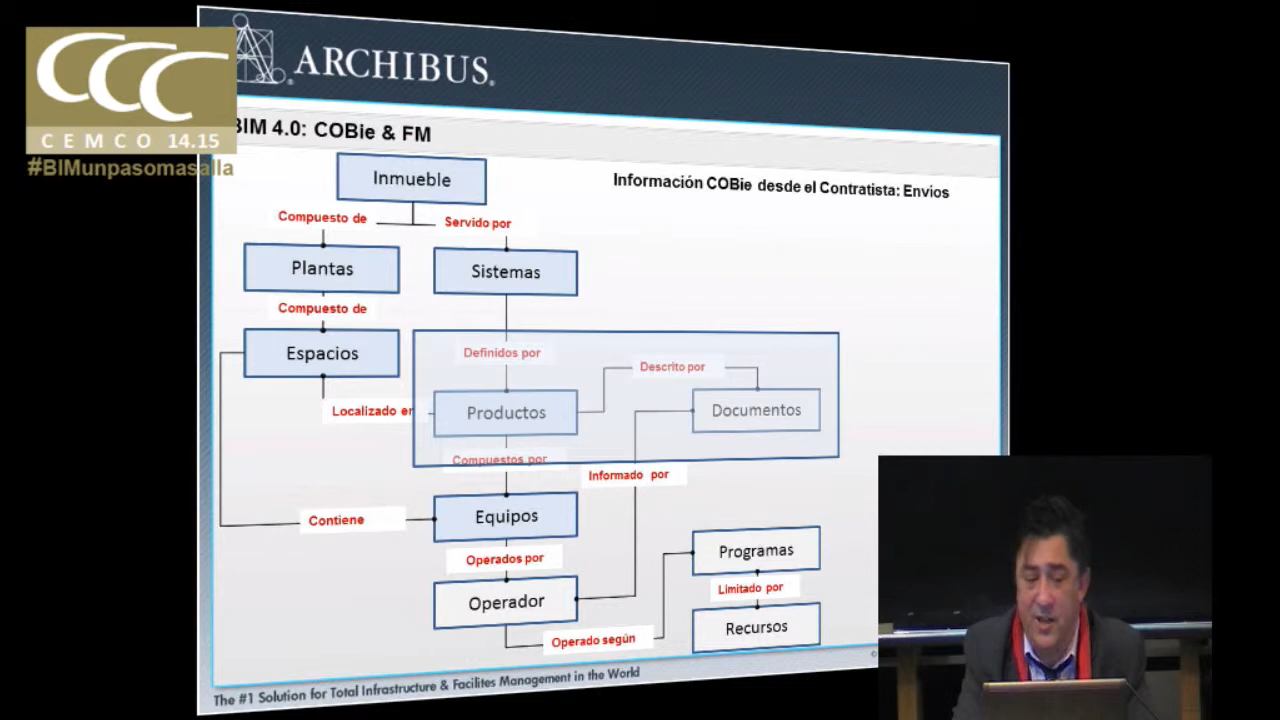 CCC
CEMCO 14.15
#BIMunpasomasalla
ARCHIBUS
BIM 4.0: COBie & FM
Información COBie desde el Contratista: Envios
Inmueble
Compuesto de
Servido por
Plantas
Sistemas
Compuesto de
Espacios
Definidos por
Descrito por
Localizado en
Productos
Documentos
Compuestos por
Informado por
Contiene
Equipos
Operados por
Programas
Limitado por
Operador
Recursos
Operado según
The #1 Solution for Total Infrastructure & Facilites Management in the World